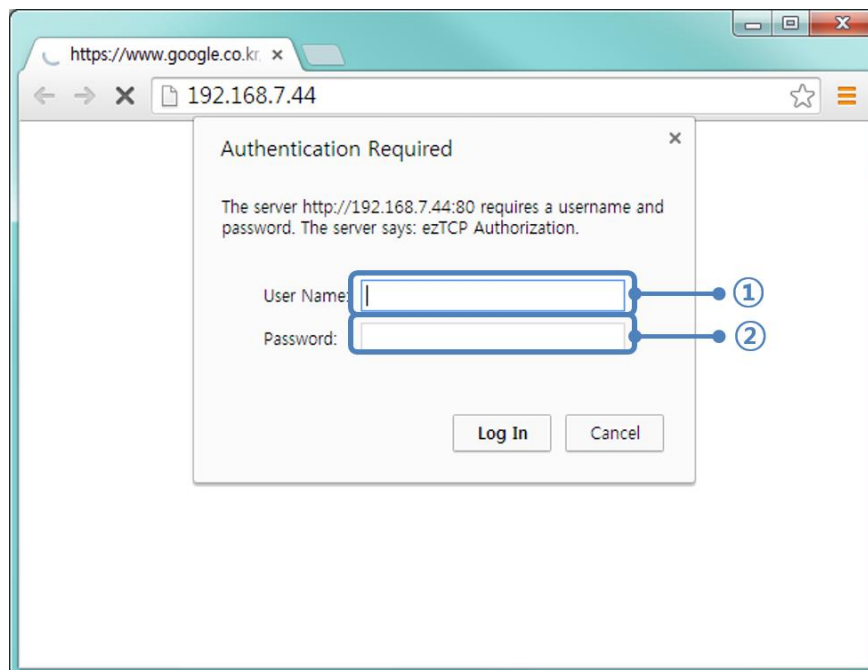 https://www.google.co.kr
192.168.7.44
Authentication Required
The server http://192.168.7.44:80 requires a username and
password. The server says: ezTCP Authorization.
User Name:
①
Password:
②
Log In
Cancel